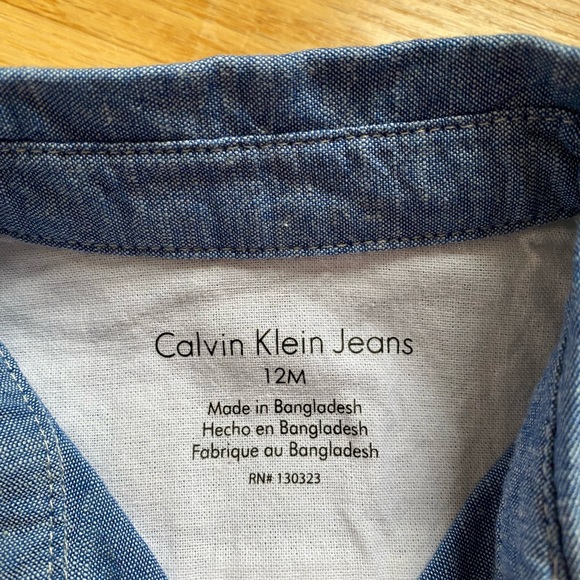 Calvin Klein Jeans
12M
Made in Bangladesh
Hecho en Bangladesh
Fabrique au Bangladesh
RN# 130323